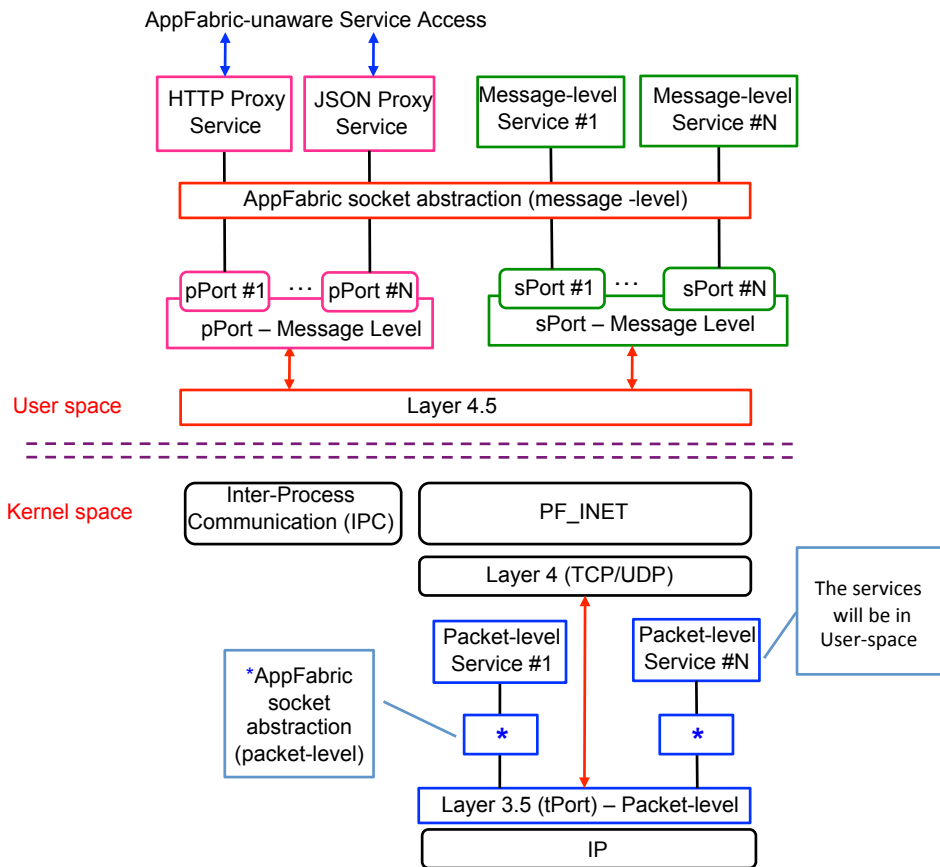 AppFabric-unaware Service Access
HTTP Proxy
Service
JSON Proxy
Service
Message-level
Service #1
Message-level
Service #N
AppFabric socket abstraction (message -level)
pPort #1
...
pPort #N
sPort #1
...
sPort #N
pPort – Message Level
sPort – Message Level
User space
Layer 4.5
Kernel space
Inter-Process
Communication (IPC)
PF_INET
Layer 4 (TCP/UDP)
The services
will be in
User-space
Packet-level
Service #1
Packet-level
Service #N
*AppFabric
socket
abstraction
(packet-level)
*
*
Layer 3.5 (tPort) – Packet-level
IP